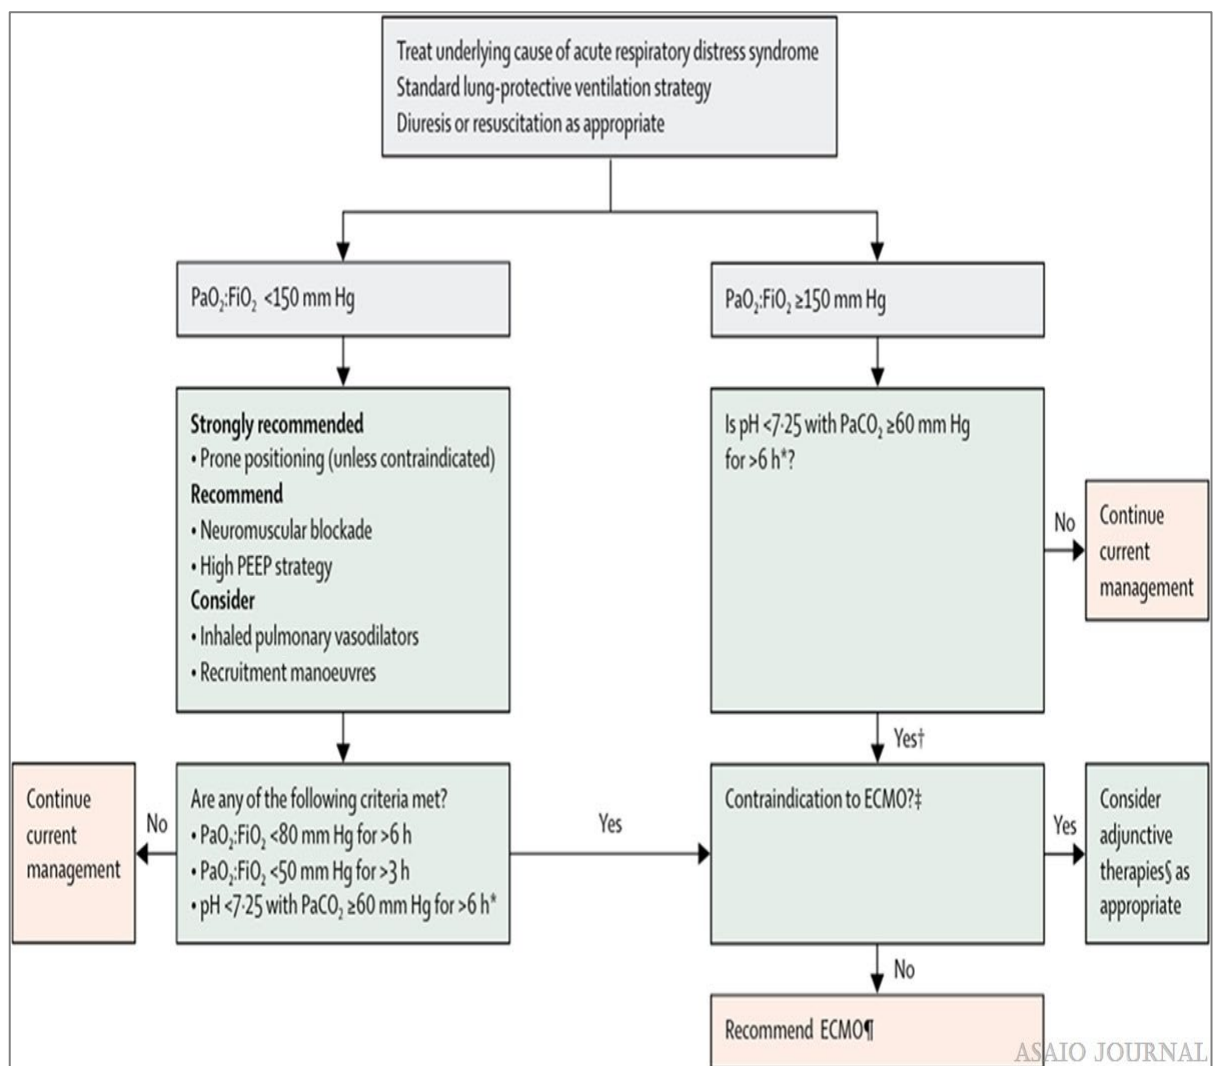 Treat underlying cause of acute respiratory distress syndrome
Standard lung-protective ventilation strategy
Diuresis or resuscitation as appropriate
PaO₂:FiO₂ <150 mm Hg
PaO₂:FiO₂ ≥150 mm Hg
Strongly recommended
• Prone positioning (unless contraindicated)
Recommend
• Neuromuscular blockade
• High PEEP strategy
Consider
• Inhaled pulmonary vasodilators
• Recruitment manoeuvres
Is pH <7·25 with PaCO₂ ≥60 mm Hg
for >6 h*?
No
Continue
current
management
Yes†
Continue
current
management
No
Are any of the following criteria met?
• PaO₂:FiO₂ <80 mm Hg for >6 h
• PaO₂:FiO₂ <50 mm Hg for >3 h
• pH <7·25 with PaCO₂ ≥60 mm Hg for >6 h*
Yes
Contraindication to ECMO?‡
Yes
Consider
adjunctive
therapies§ as
appropriate
No
Recommend ECMO¶
ASAIO JOURNAL